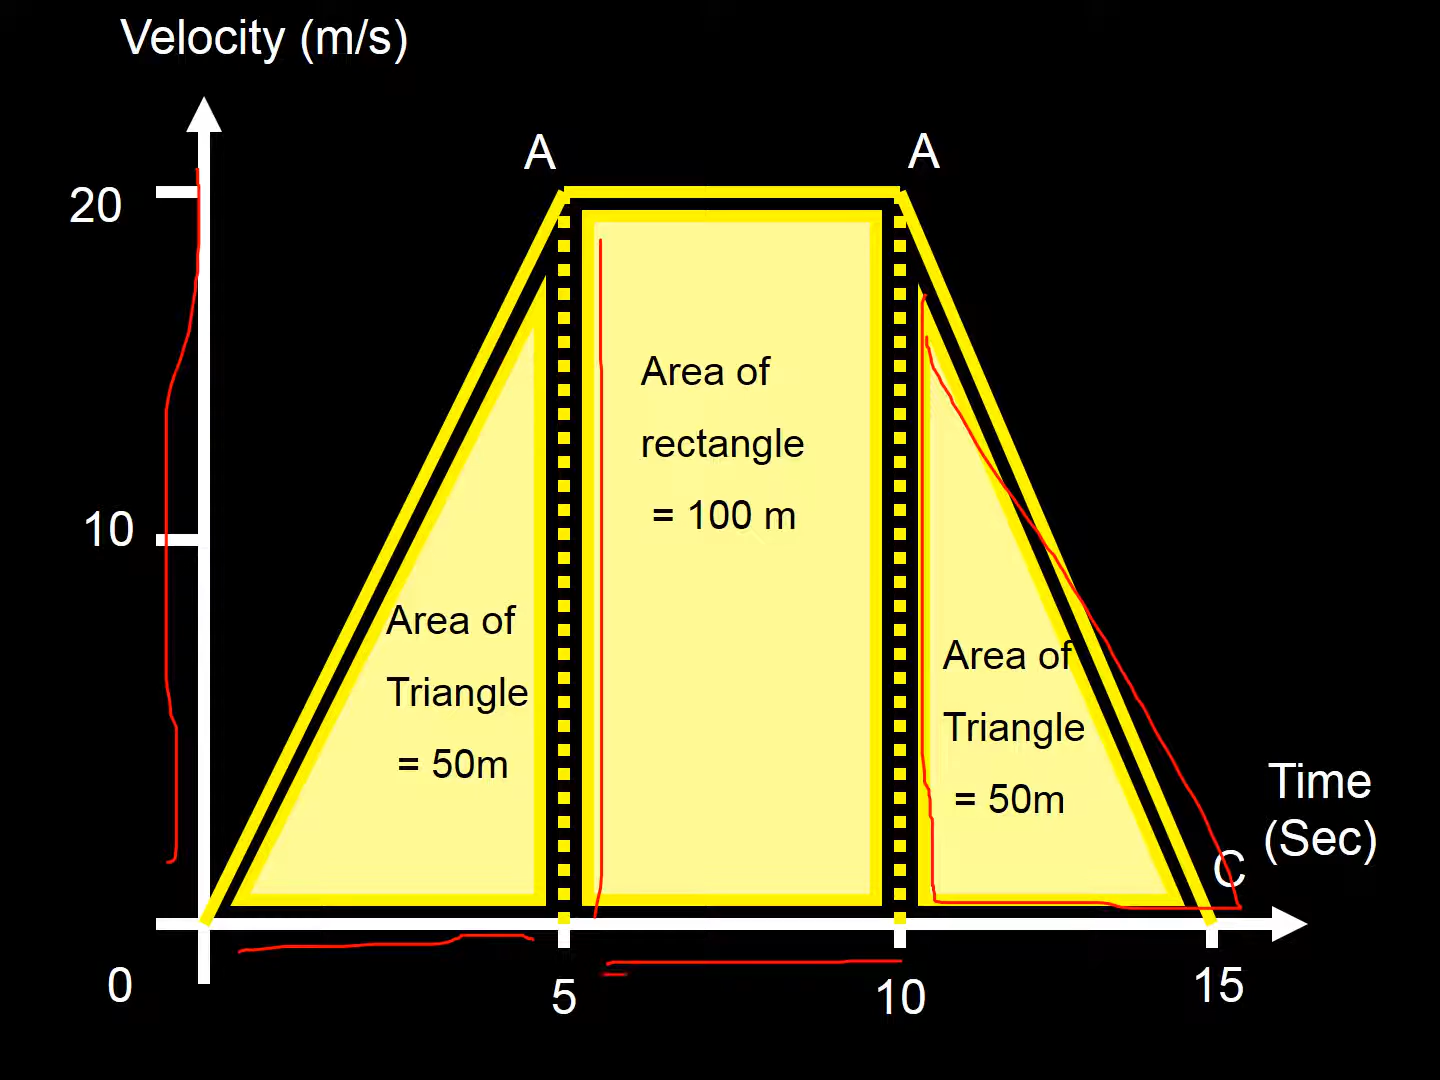 Velocity (m/s)
A
A
20
Area of
rectangle
= 100 m
10
Area of
Triangle
= 50m
Area of
Triangle
= 50m
Time
(Sec)
C
0
5
10
15